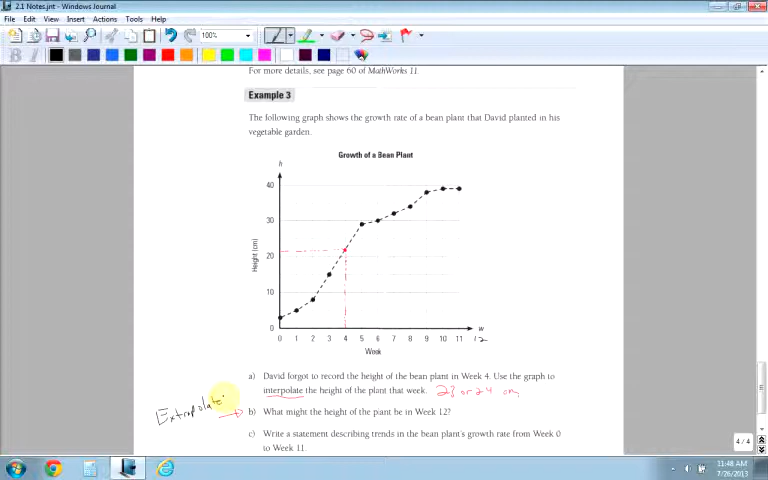 2.1 Notes.jnt - Windows Journal
File Edit View Insert Actions Tools Help
100%
B I
For more details, see page 60 of MathWorks 11.
Example 3
The following graph shows the growth rate of a bean plant that David planted in his
vegetable garden.
Growth of a Bean Plant
h
40
30
20
10
0
Height (cm)
0 1 2 3 4 5 6 7 8 9 10 11 12
w
Week
a) David forgot to record the height of the bean plant in Week 4. Use the graph to
interpolate the height of the plant that week. 23 or 24 cm
Extrapolate
b) What might the height of the plant be in Week 12?
c) Write a statement describing trends in the bean plant's growth rate from Week 0
to Week 11.
4 / 4
11:48 AM
7/26/2013